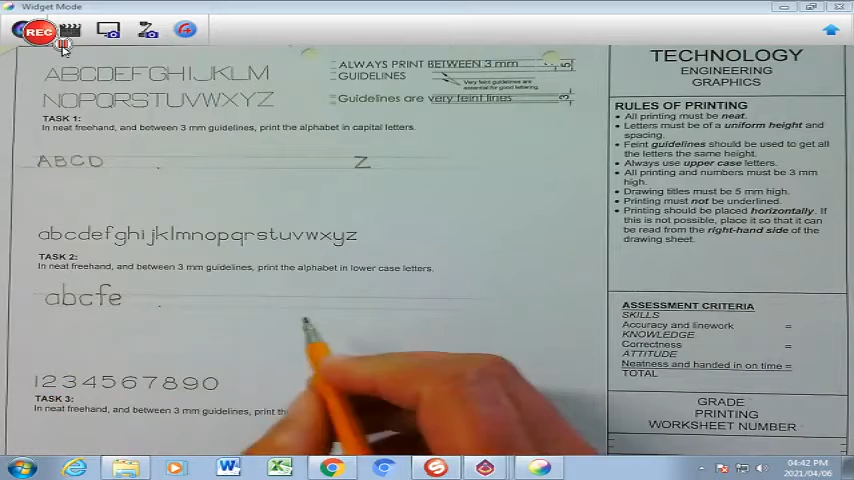 Widget Mode
REC
ABCDEFGHIJKLM
NOPQRSTUVWXYZ
ALWAYS PRINT BETWEEN 3 mm
GUIDELINES
Very feint guidelines are
essential for good lettering.
Guidelines are very feint lines
5
3
TASK 1:
In neat freehand, and between 3 mm guidelines, print the alphabet in capital letters.
ABCD Z
abcdefghijklmnopqrstuvwxyz
TASK 2:
In neat freehand, and between 3 mm guidelines, print the alphabet in lower case letters.
abcfe
1234567890
TASK 3:
In neat freehand, and between 3 mm guidelines, print the
TECHNOLOGY
ENGINEERING
GRAPHICS
RULES OF PRINTING
• All printing must be neat.
• Letters must be of a uniform height and
spacing.
• Feint guidelines should be used to get all
the letters the same height.
• Always use upper case letters.
• All printing and numbers must be 3 mm
high.
• Drawing titles must be 5 mm high.
• Printing must not be underlined.
• Printing should be placed horizontally. If
this is not possible, place it so that it can
be read from the right-hand side of the
drawing sheet.
ASSESSMENT CRITERIA
SKILLS
Accuracy and linework =
KNOWLEDGE
Correctness =
ATTITUDE
Neatness and handed in on time =
TOTAL
GRADE
PRINTING
WORKSHEET NUMBER
04:42 PM
2021/04/06